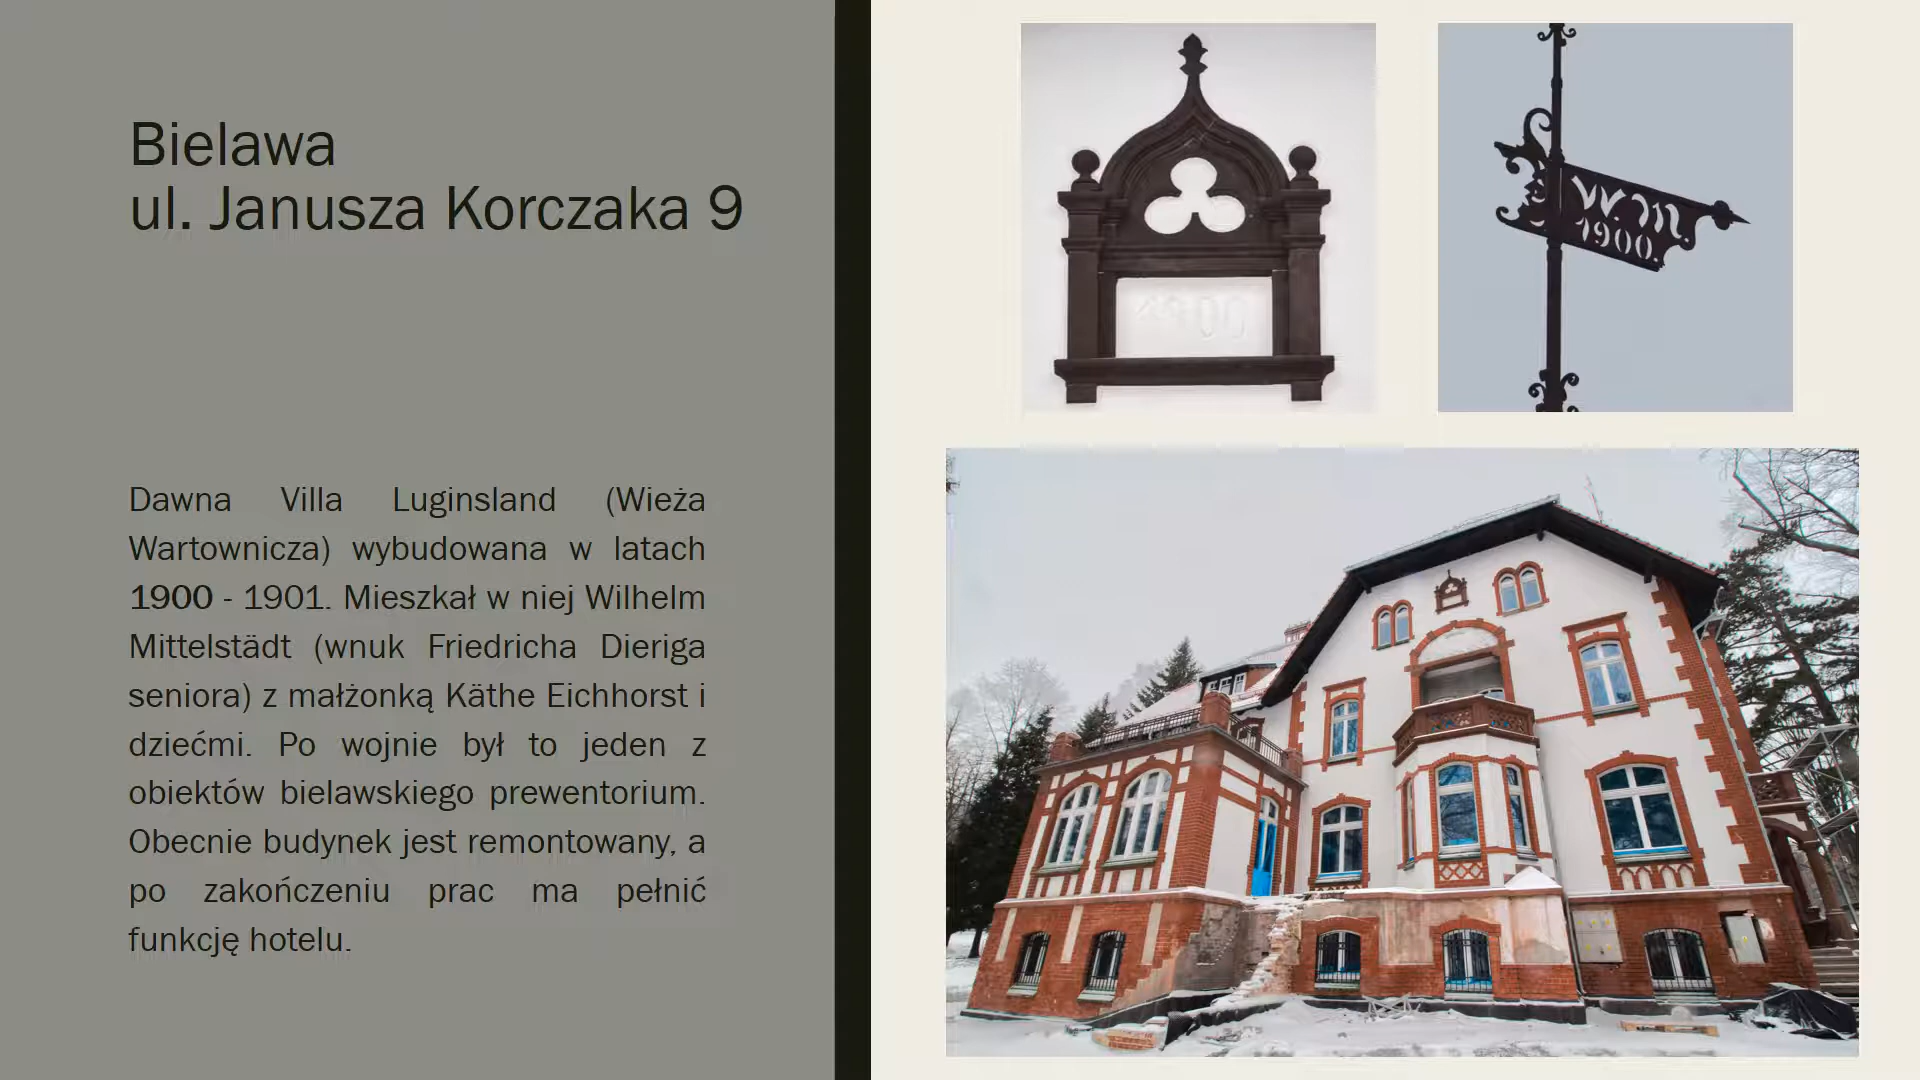 Bielawa
ul. Janusza Korczaka 9
Dawna Villa Luginsland (Wieża
Wartownicza) wybudowana w latach
1900 - 1901. Mieszkał w niej Wilhelm
Mittelstädt (wnuk Friedricha Dieriga
seniora) z małżonką Käthe Eichhorst i
dziećmi. Po wojnie był to jeden z
obiektów bielawskiego prewentorium.
Obecnie budynek jest remontowany, a
po zakończeniu prac ma pełnić
funkcję hotelu.
1900
W. M.
1900.